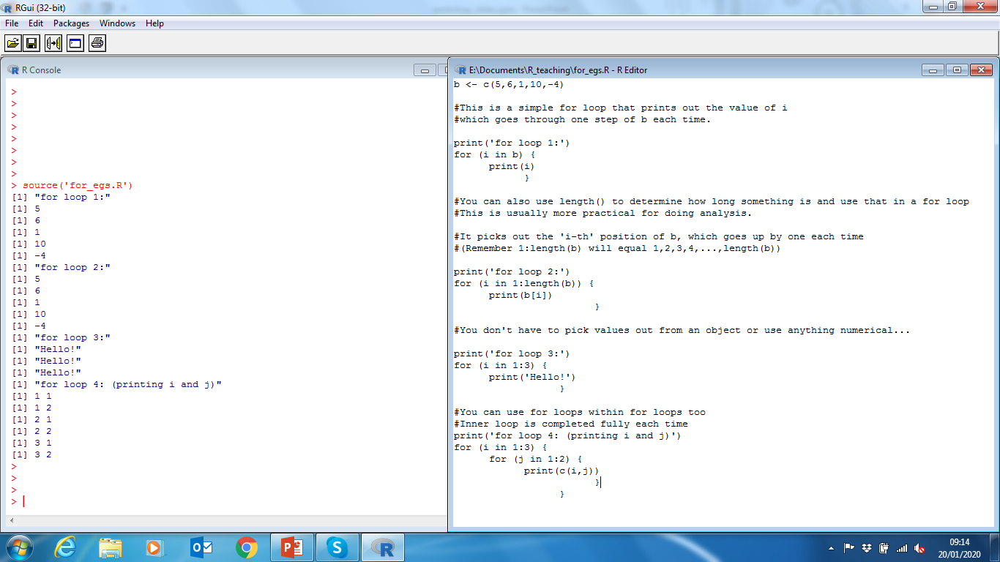 RGui (32-bit)
File Edit Packages Windows Help
R Console
>
>
>
>
>
>
>
>
> source('for_egs.R')
[1] "for loop 1:"
[1] 5
[1] 6
[1] 1
[1] 10
[1] -4
[1] "for loop 2:"
[1] 5
[1] 6
[1] 1
[1] 10
[1] -4
[1] "for loop 3:"
[1] "Hello!"
[1] "Hello!"
[1] "Hello!"
[1] "for loop 4: (printing i and j)"
[1] 1 1
[1] 1 2
[1] 2 1
[1] 2 2
[1] 3 1
[1] 3 2
>
>
>
>
E:\Documents\R_teaching\for_egs.R - R Editor
b <- c(5,6,1,10,-4)
#This is a simple for loop that prints out the value of i
#which goes through one step of b each time.
print('for loop 1:')
for (i in b) {
print(i)
}
#You can also use length() to determine how long something is and use that in a for loop
#This is usually more practical for doing analysis.
#It picks out the 'i-th' position of b, which goes up by one each time
#(Remember 1:length(b) will equal 1,2,3,4,...,length(b))
print('for loop 2:')
for (i in 1:length(b)) {
print(b[i])
}
#You don't have to pick values out from an object or use anything numerical...
print('for loop 3:')
for (i in 1:3) {
print('Hello!')
}
#You can use for loops within for loops too
#Inner loop is completed fully each time
print('for loop 4: (printing i and j)')
for (i in 1:3) {
for (j in 1:2) {
print(c(i,j))
}
}
09:14
20/01/2020